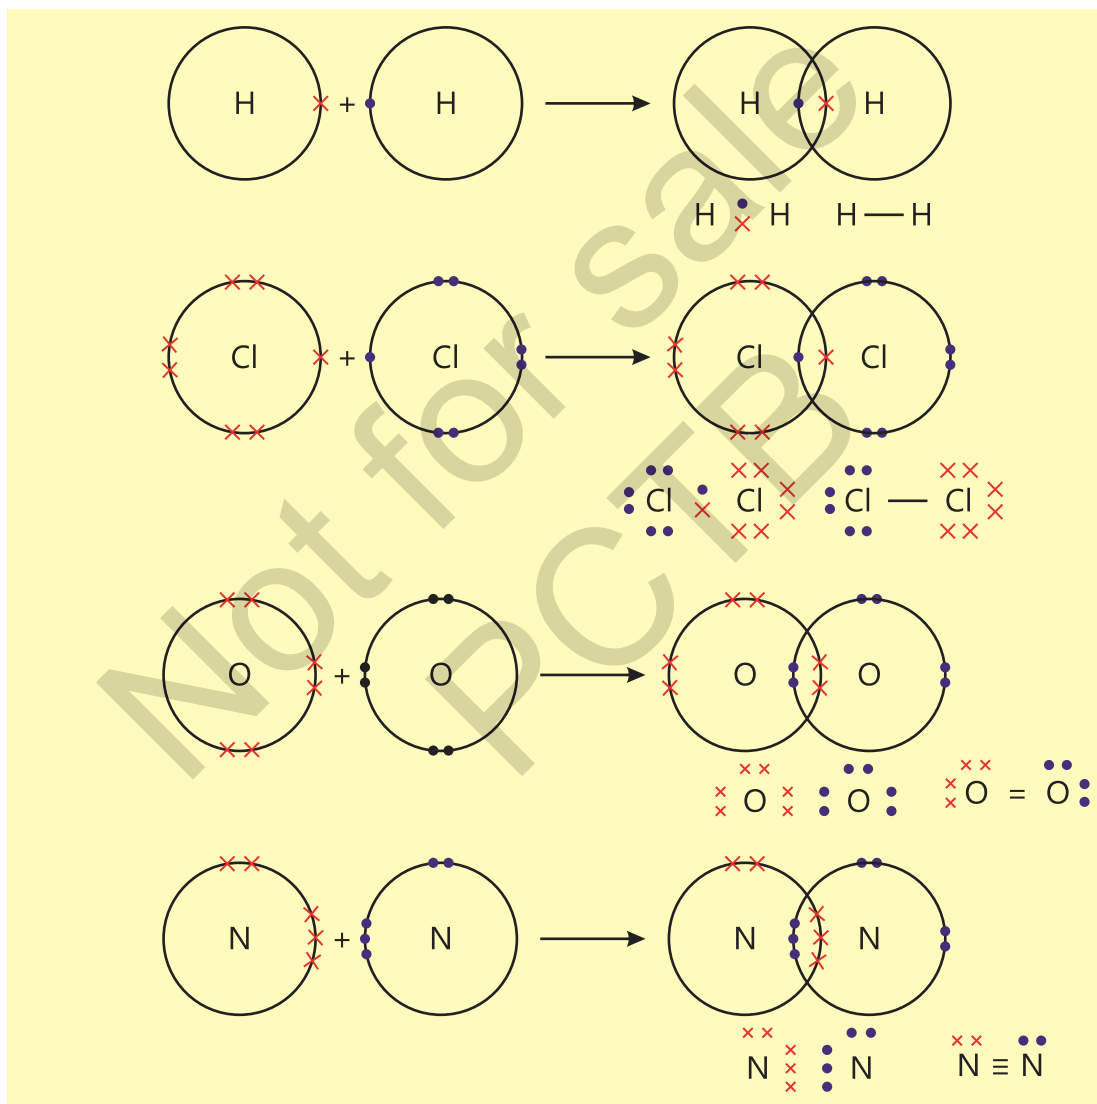 H + H H H
H H H — H
Cl + Cl Cl Cl
Cl Cl Cl — Cl
O + O O O
O O O = O
N + N N N
N N N ≡ N
Not for sale
PCTB